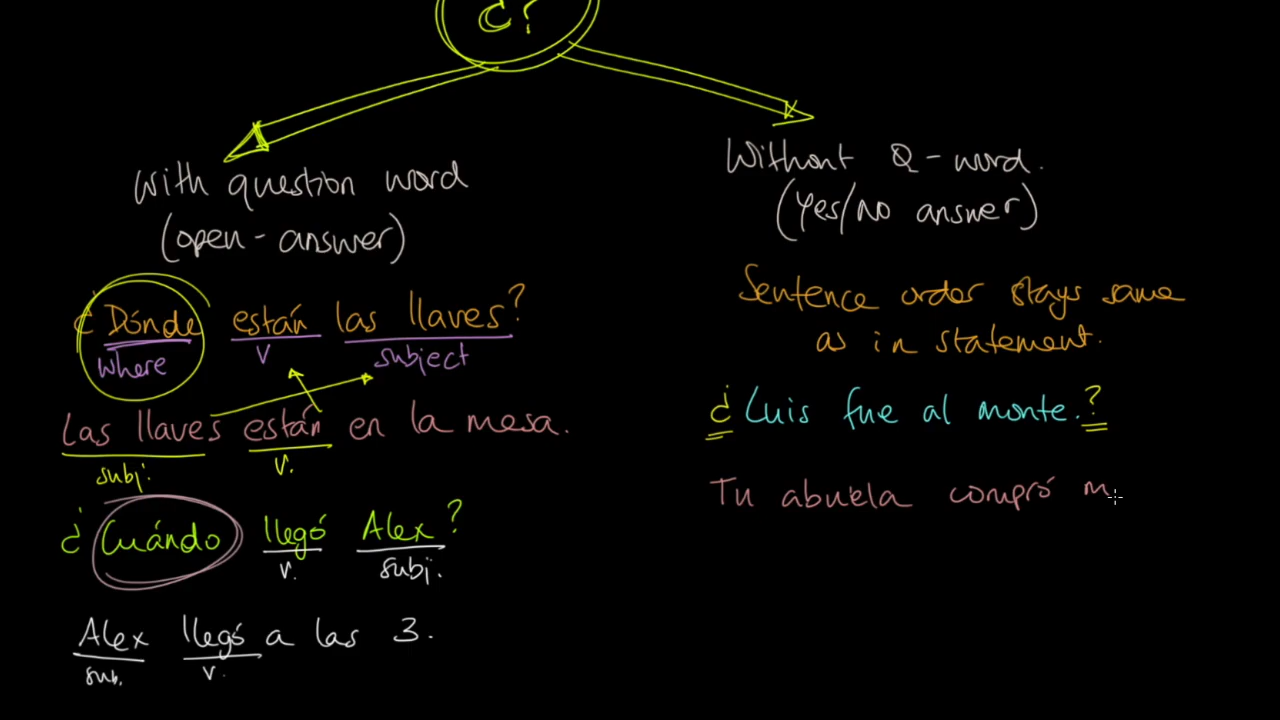 ¿?
With question word
(open-answer)
¿Dónde están las llaves?
where v subject
Las llaves están en la mesa.
subj. v.
¿Cuándo llegó Alex?
v. subj.
Alex llegó a las 3.
sub. v.
Without Q-word.
(Yes/No answer)
Sentence order stays same
as in statement.
¿Luis fue al monte.?
Tu abuela compró m